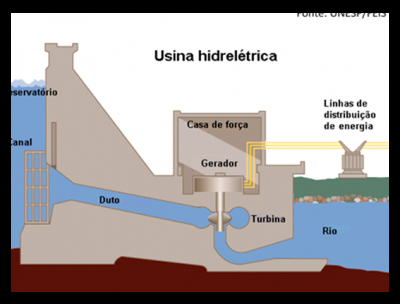 Fonte: UNESP/FEIS
Usina hidrelétrica
eservatório
Casa de força
Linhas de
distribuição
de energia
Canal
Gerador
Duto
Turbina
Rio